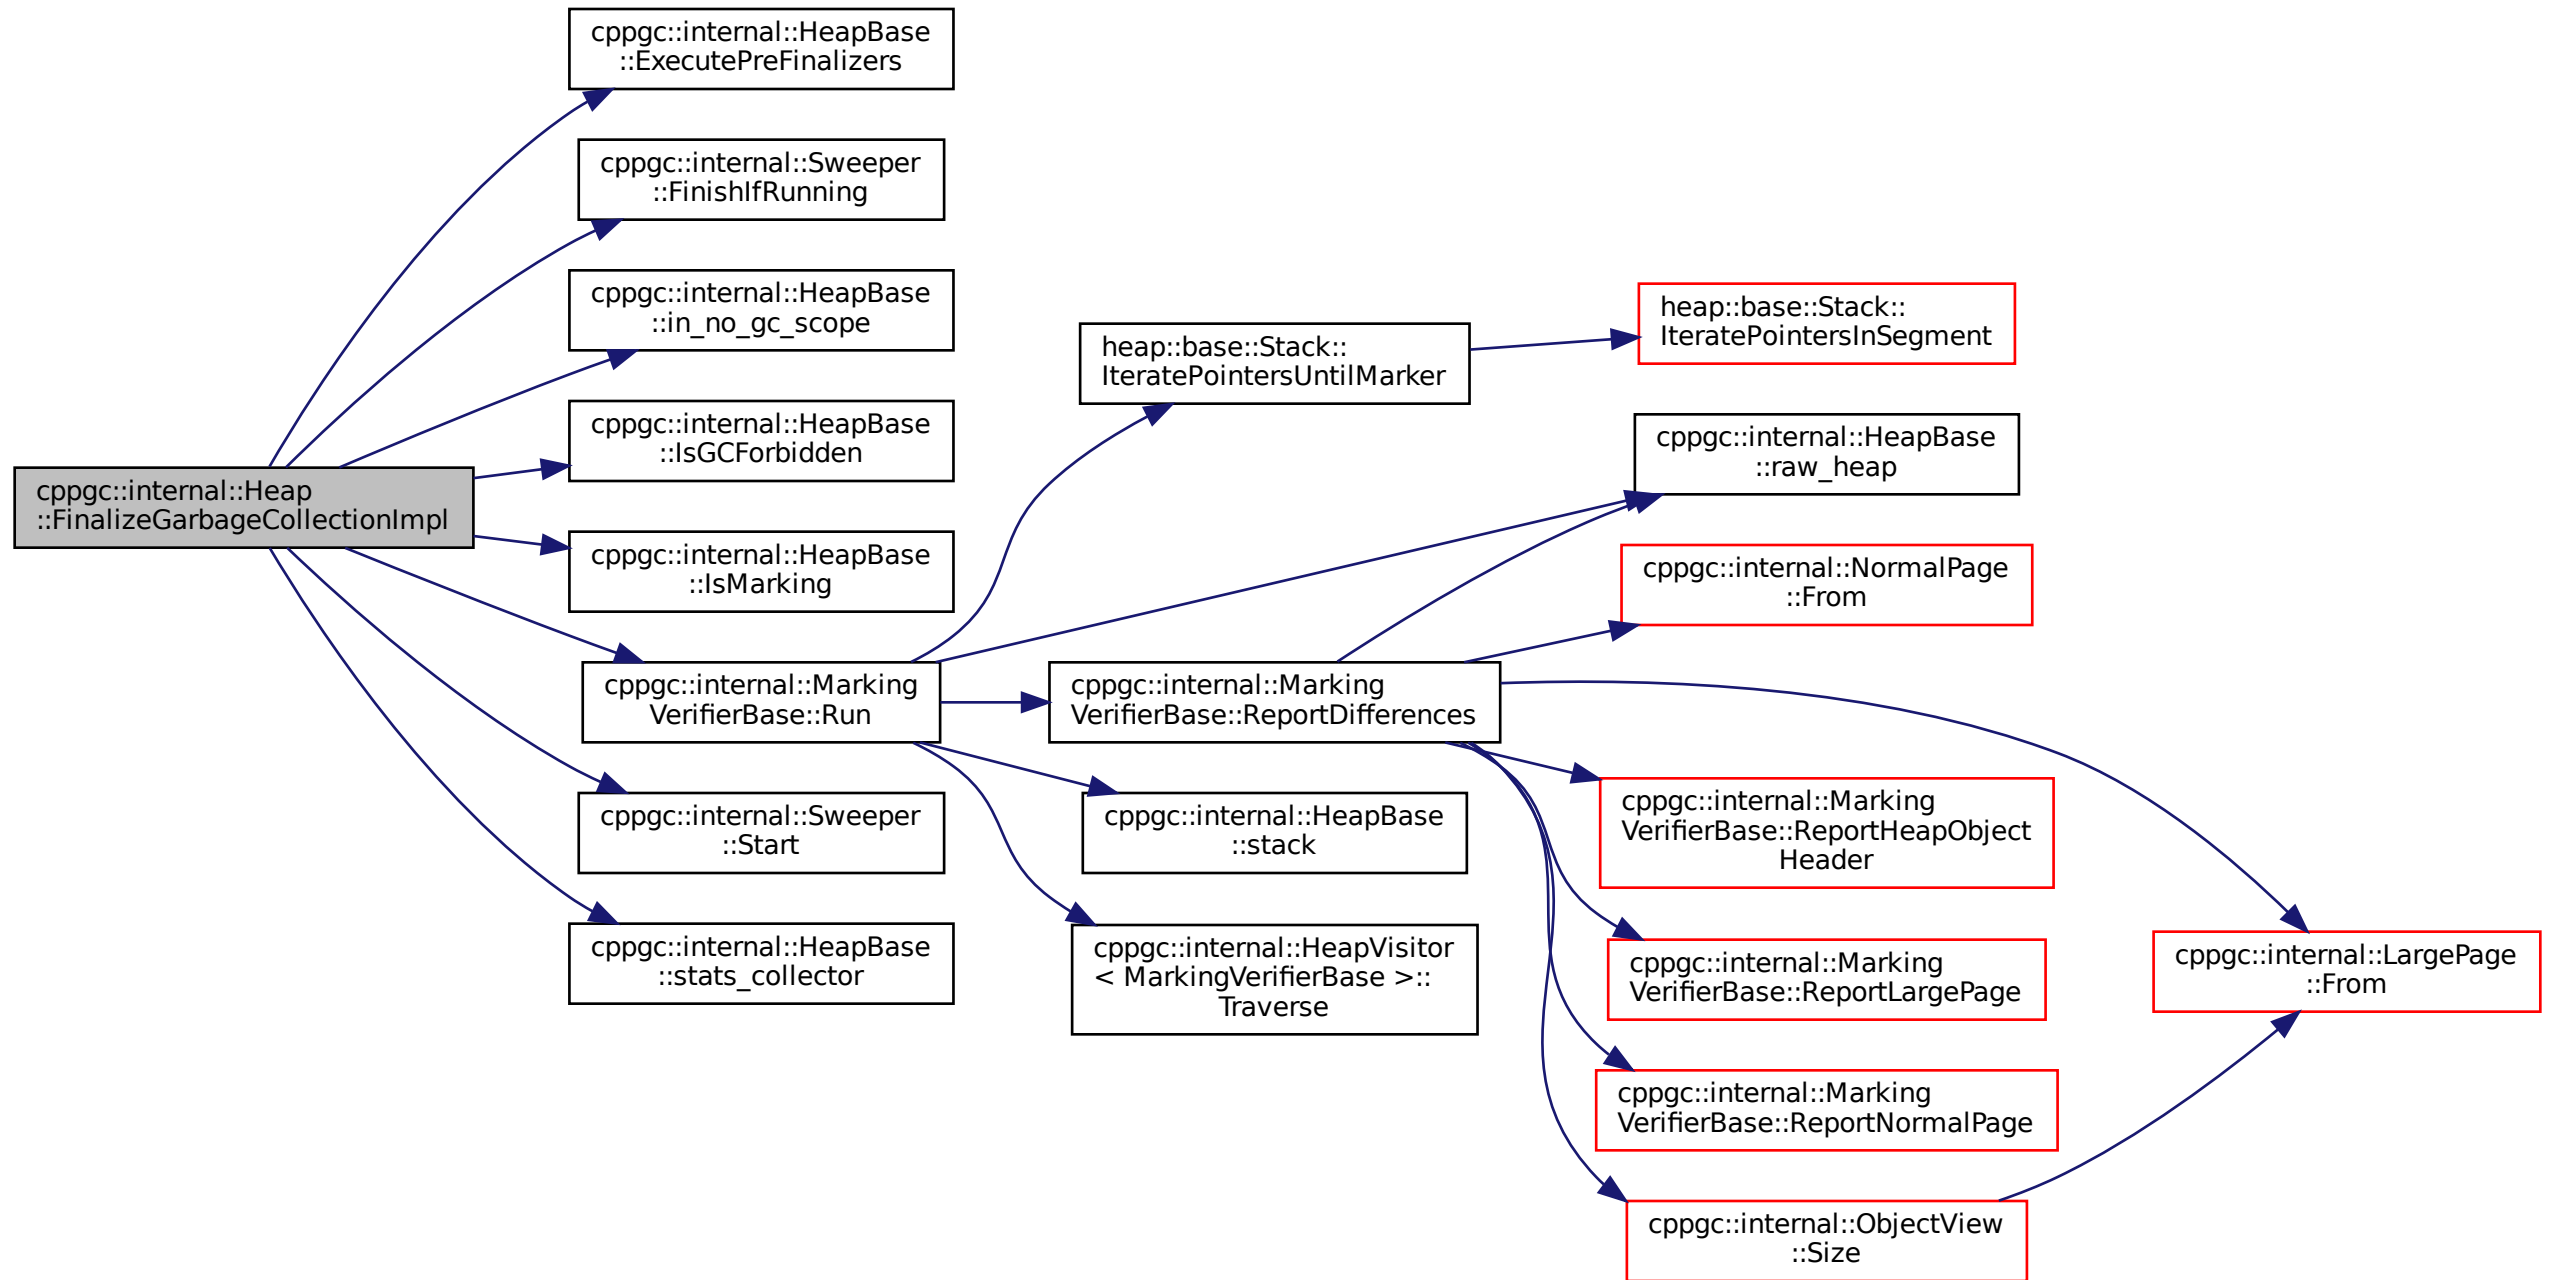 cppgc::internal::HeapBase
::ExecutePreFinalizers
cppgc::internal::Sweeper
::FinishIfRunning
cppgc::internal::HeapBase
::in_no_gc_scope
cppgc::internal::HeapBase
::IsGCForbidden
cppgc::internal::Heap
::FinalizeGarbageCollectionImpl
cppgc::internal::HeapBase
::IsMarking
cppgc::internal::Marking
VerifierBase::Run
cppgc::internal::Sweeper
::Start
cppgc::internal::HeapBase
::stats_collector
heap::base::Stack::
IteratePointersUntilMarker
cppgc::internal::Marking
VerifierBase::ReportDifferences
cppgc::internal::HeapBase
::stack
cppgc::internal::HeapVisitor
< MarkingVerifierBase >::
Traverse
heap::base::Stack::
IteratePointersInSegment
cppgc::internal::HeapBase
::raw_heap
cppgc::internal::NormalPage
::From
cppgc::internal::Marking
VerifierBase::ReportHeapObject
Header
cppgc::internal::Marking
VerifierBase::ReportLargePage
cppgc::internal::Marking
VerifierBase::ReportNormalPage
cppgc::internal::ObjectView
::Size
cppgc::internal::LargePage
::From